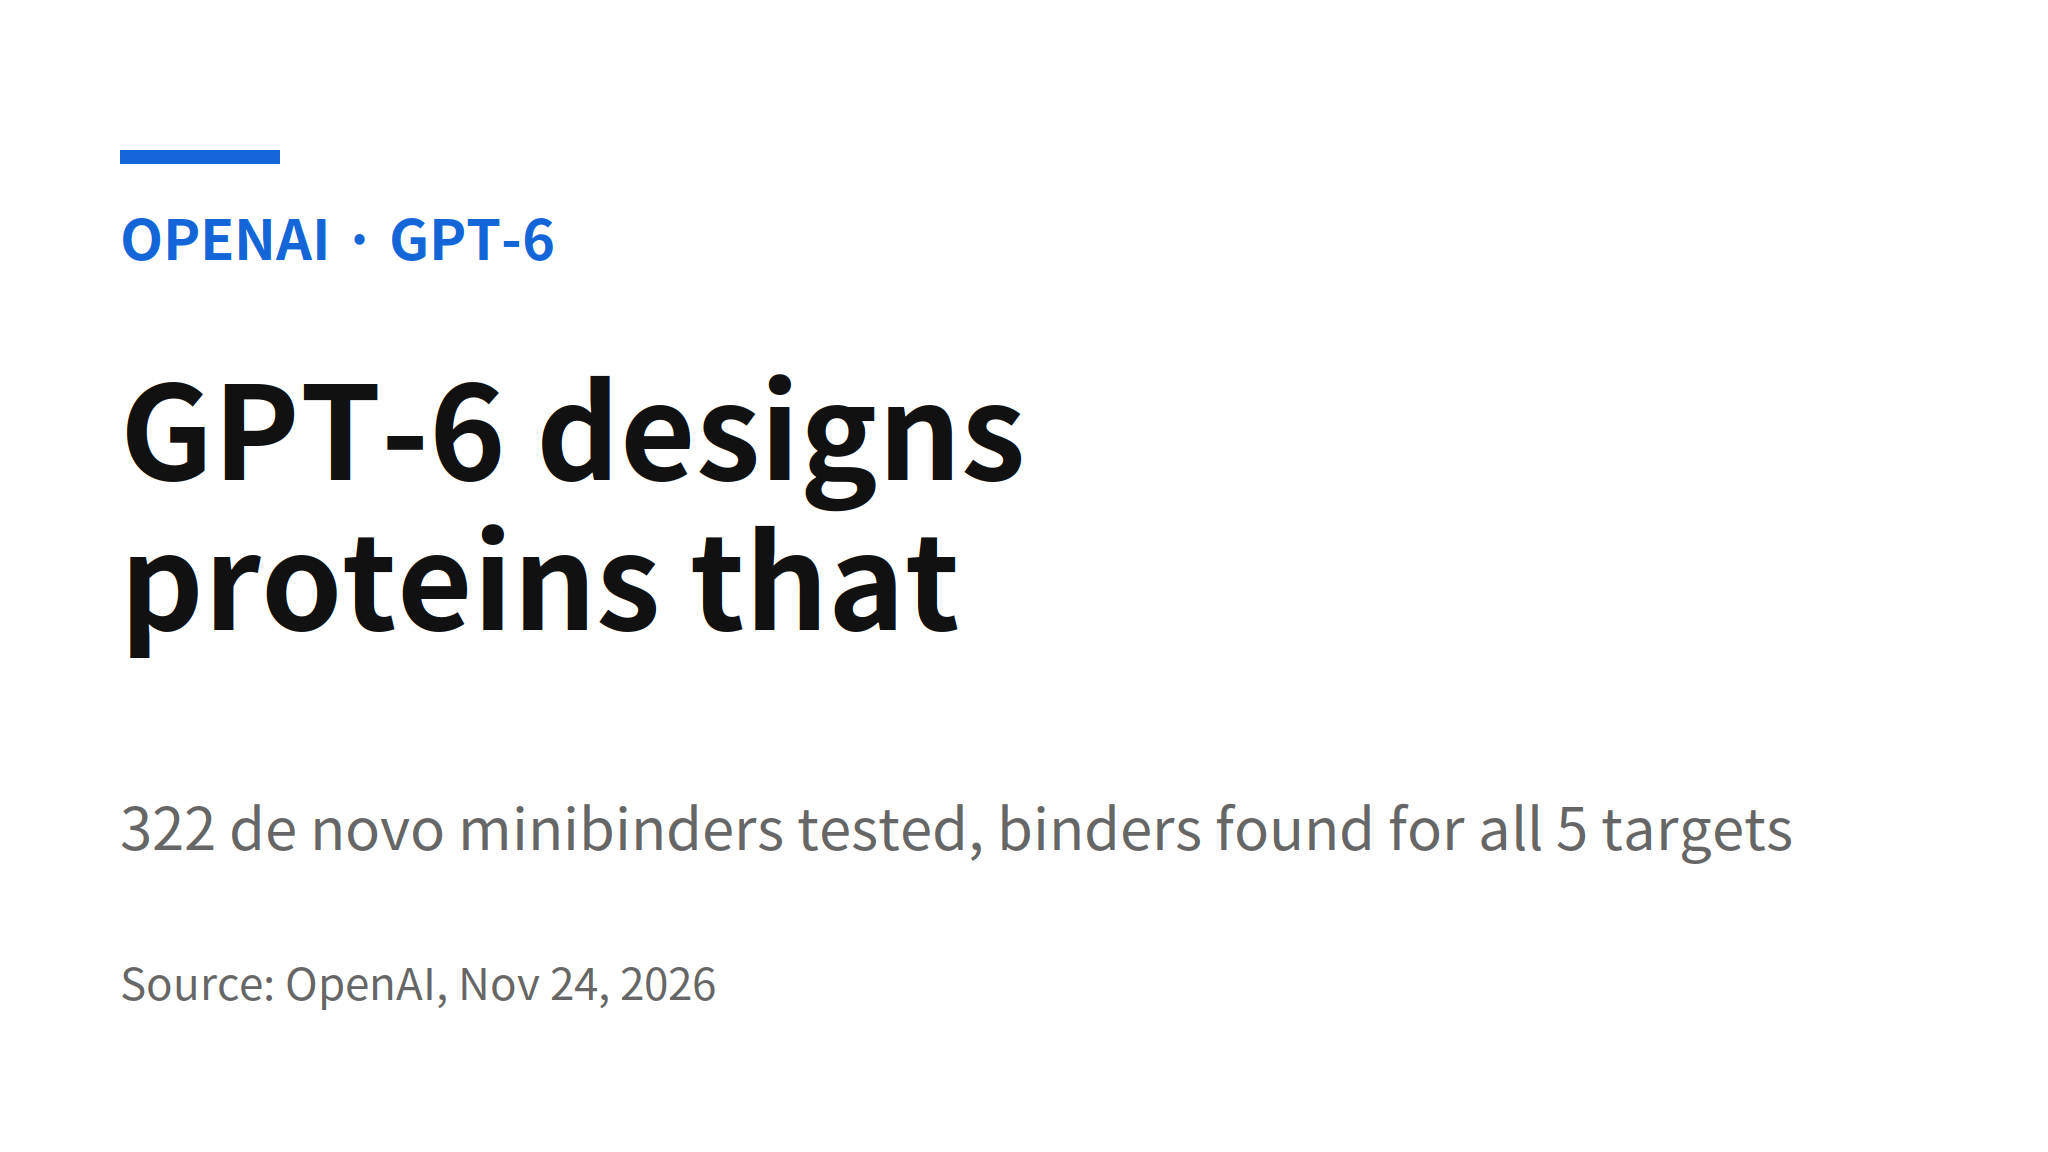 OPENAI · GPT-6
GPT-6 designs
proteins that
322 de novo minibinders tested, binders found for all 5 targets
Source: OpenAI, Nov 24, 2026